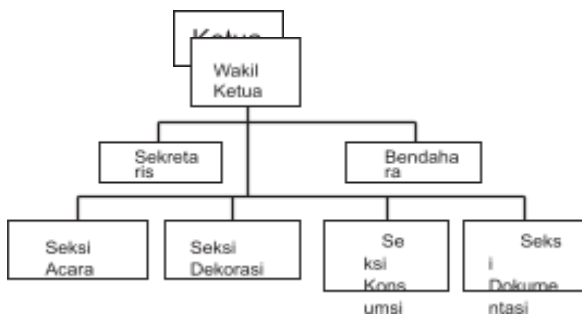 Ketua
Wakil
Ketua
Sekreta
ris
Bendaha
ra
Seksi
Acara
Seksi
Dekorasi
Se
ksi
Kons
umsi
Seks
i
Dokume
ntasi